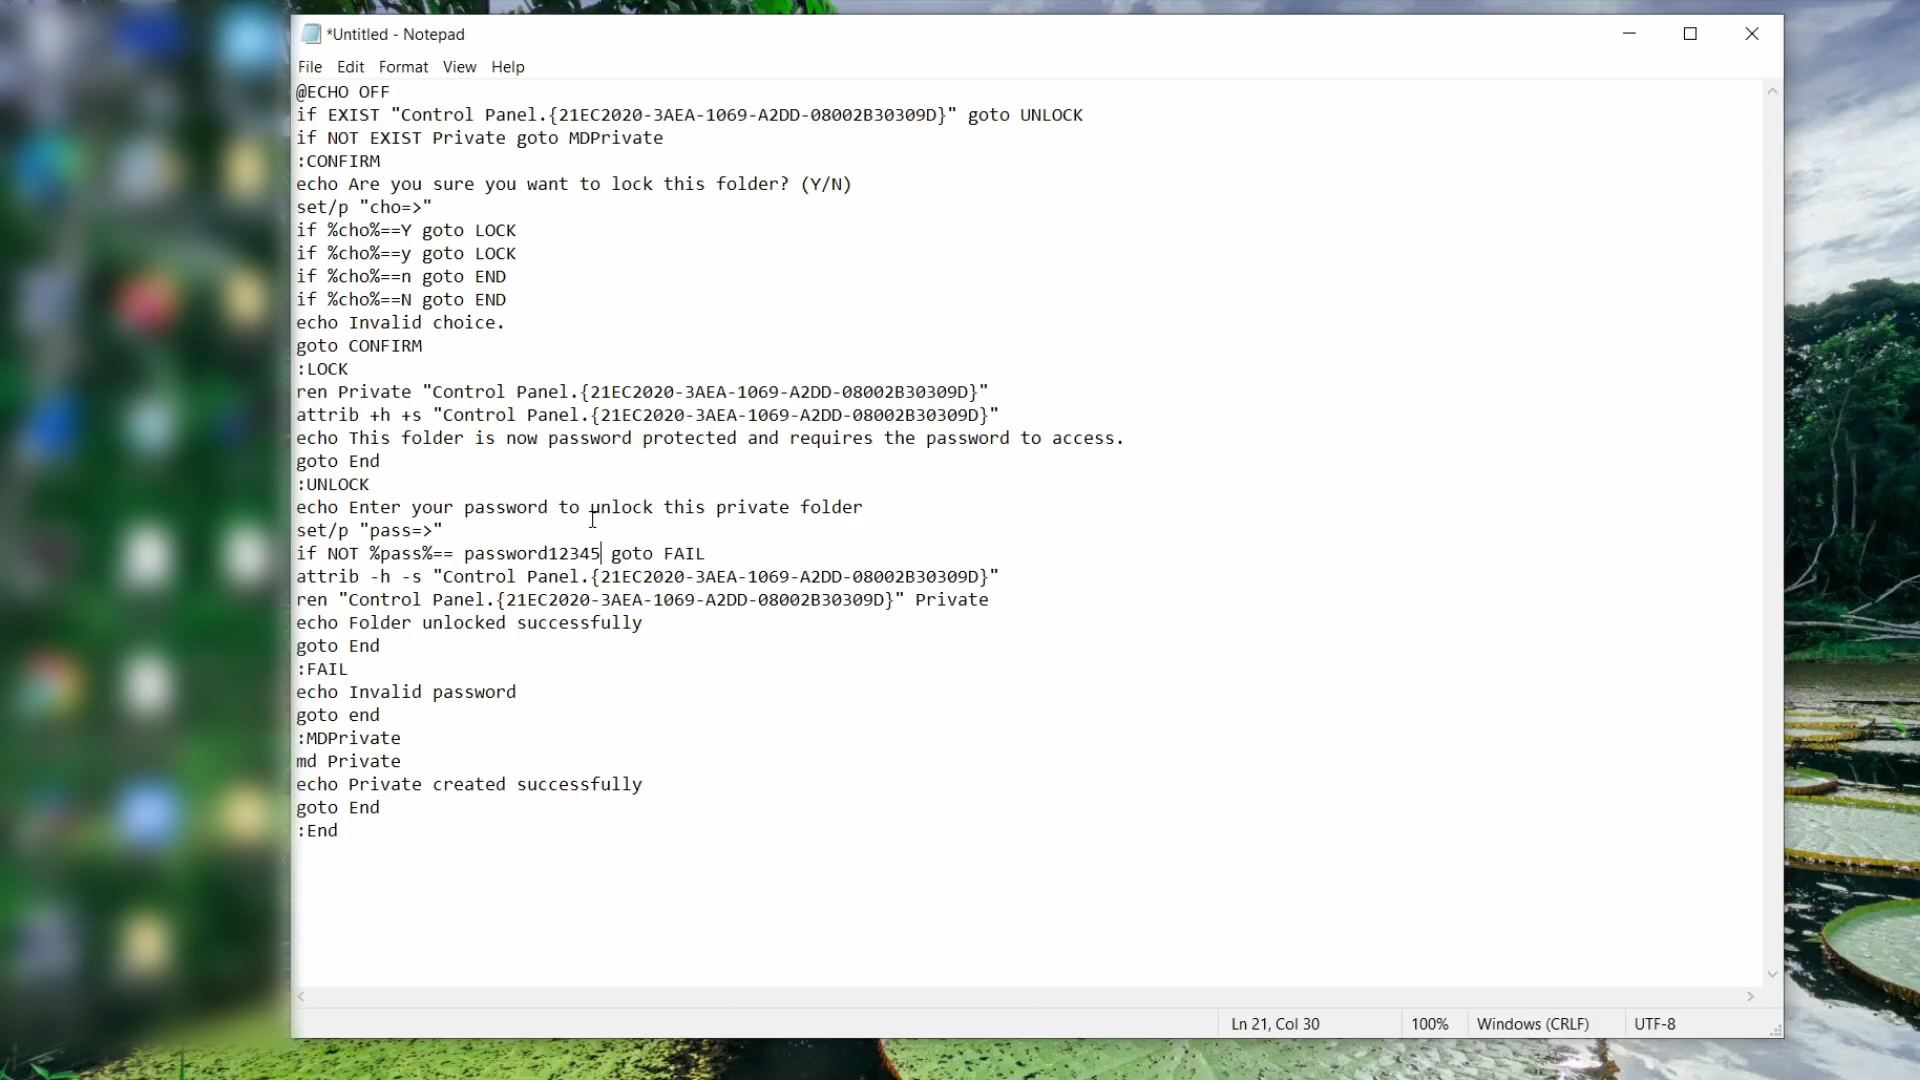 *Untitled - Notepad
File Edit Format View Help
@ECHO OFF
if EXIST "Control Panel.{21EC2020-3AEA-1069-A2DD-08002B30309D}" goto UNLOCK
if NOT EXIST Private goto MDPrivate
:CONFIRM
echo Are you sure you want to lock this folder? (Y/N)
set/p "cho=>"
if %cho%==Y goto LOCK
if %cho%==y goto LOCK
if %cho%==n goto END
if %cho%==N goto END
echo Invalid choice.
goto CONFIRM
:LOCK
ren Private "Control Panel.{21EC2020-3AEA-1069-A2DD-08002B30309D}"
attrib +h +s "Control Panel.{21EC2020-3AEA-1069-A2DD-08002B30309D}"
echo This folder is now password protected and requires the password to access.
goto End
:UNLOCK
echo Enter your password to unlock this private folder
set/p "pass=>"
if NOT %pass%== password12345 goto FAIL
attrib -h -s "Control Panel.{21EC2020-3AEA-1069-A2DD-08002B30309D}"
ren "Control Panel.{21EC2020-3AEA-1069-A2DD-08002B30309D}" Private
echo Folder unlocked successfully
goto End
:FAIL
echo Invalid password
goto end
:MDPrivate
md Private
echo Private created successfully
goto End
:End
Ln 21, Col 30 100% Windows (CRLF) UTF-8